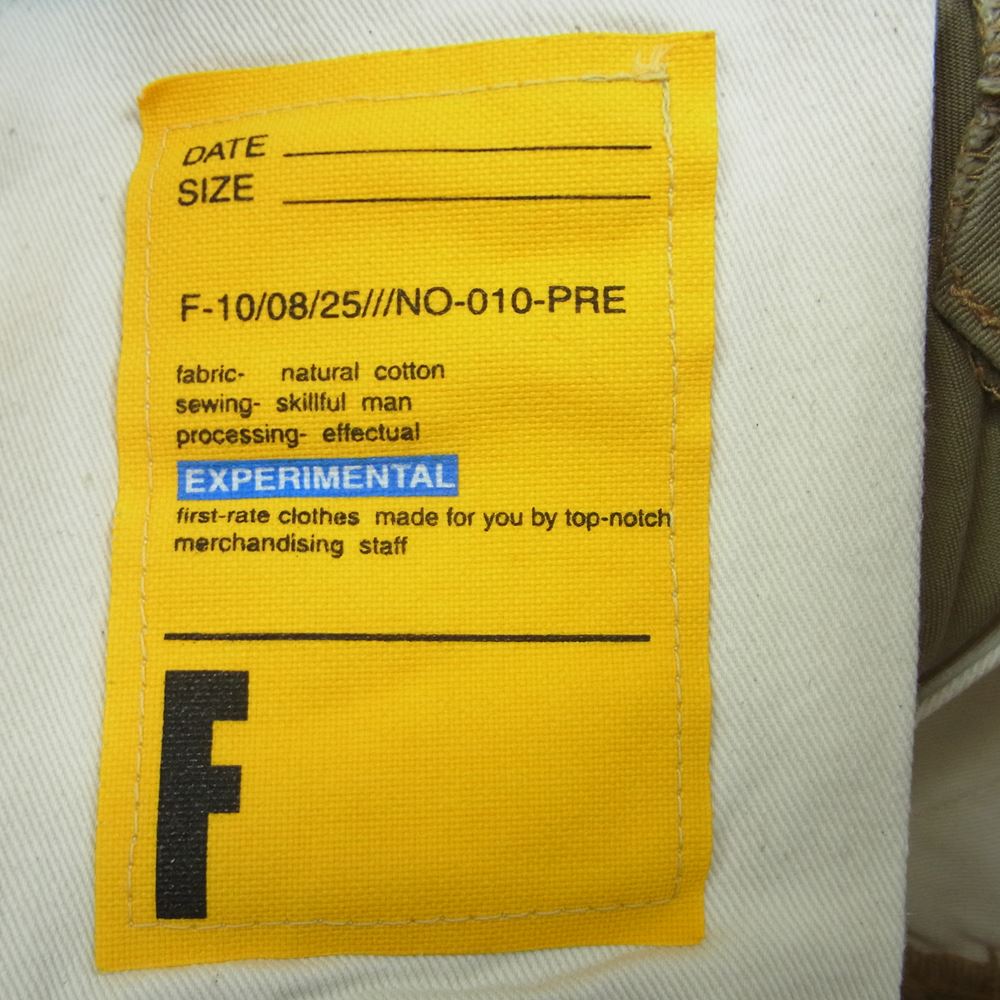 DATE
SIZE
F-10/08/25///NO-010-PRE
fabric- natural cotton
sewing- skillful man
processing- effectual
EXPERIMENTAL
first-rate clothes made for you by top-notch
merchandising staff
F